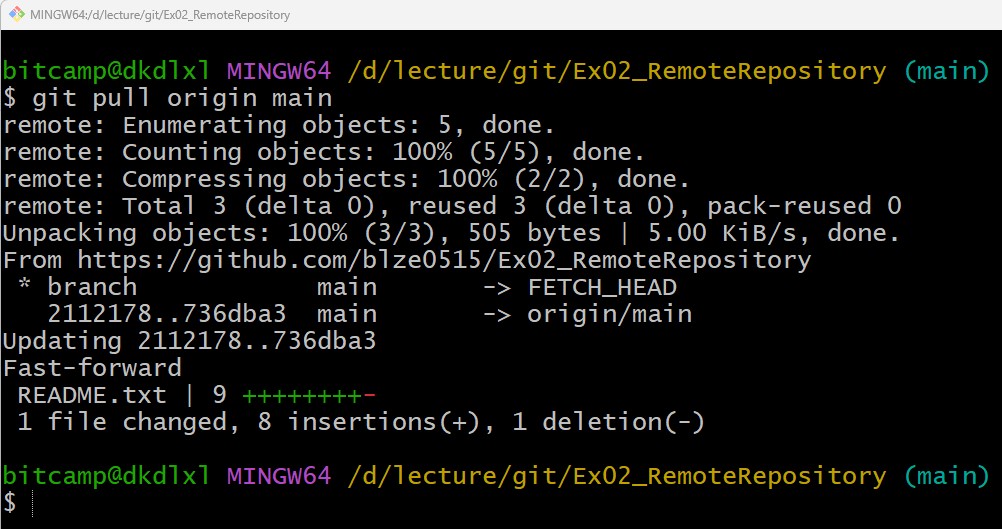 MINGW64:/d/lecture/git/Ex02_RemoteRepository
bitcamp@dkdlxl MINGW64 /d/lecture/git/Ex02_RemoteRepository (main)
$ git pull origin main
remote: Enumerating objects: 5, done.
remote: Counting objects: 100% (5/5), done.
remote: Compressing objects: 100% (2/2), done.
remote: Total 3 (delta 0), reused 3 (delta 0), pack-reused 0
Unpacking objects: 100% (3/3), 505 bytes | 5.00 KiB/s, done.
From https://github.com/blze0515/Ex02_RemoteRepository
 * branch            main       -> FETCH_HEAD
   2112178..736dba3  main       -> origin/main
Updating 2112178..736dba3
Fast-forward
 README.txt | 9 ++++++++-
 1 file changed, 8 insertions(+), 1 deletion(-)
bitcamp@dkdlxl MINGW64 /d/lecture/git/Ex02_RemoteRepository (main)
$